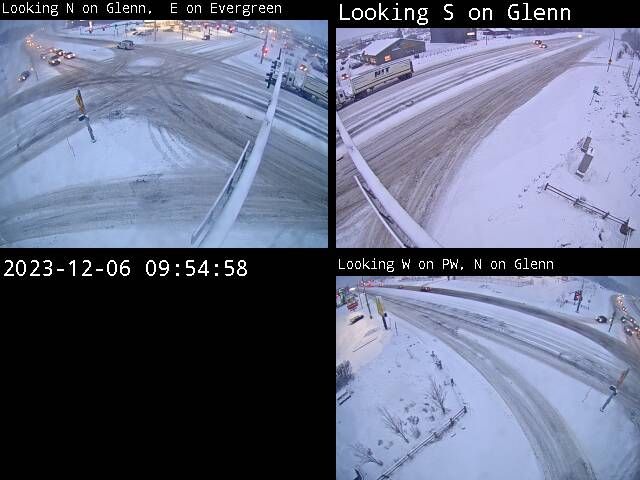 Looking N on Glenn,  E on Evergreen
Looking S on Glenn
2023-12-06 09:54:58
Looking W on PW, N on Glenn